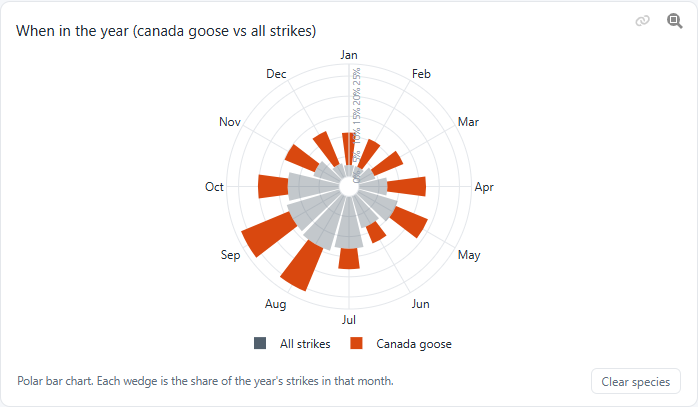 When in the year (canada goose vs all strikes)
Jan
Feb
Mar
Apr
May
Jun
Jul
Aug
Sep
Oct
Nov
Dec
0%
5%
10%
15%
20%
25%
All strikes
Canada goose
Polar bar chart. Each wedge is the share of the year's strikes in that month.
Clear species